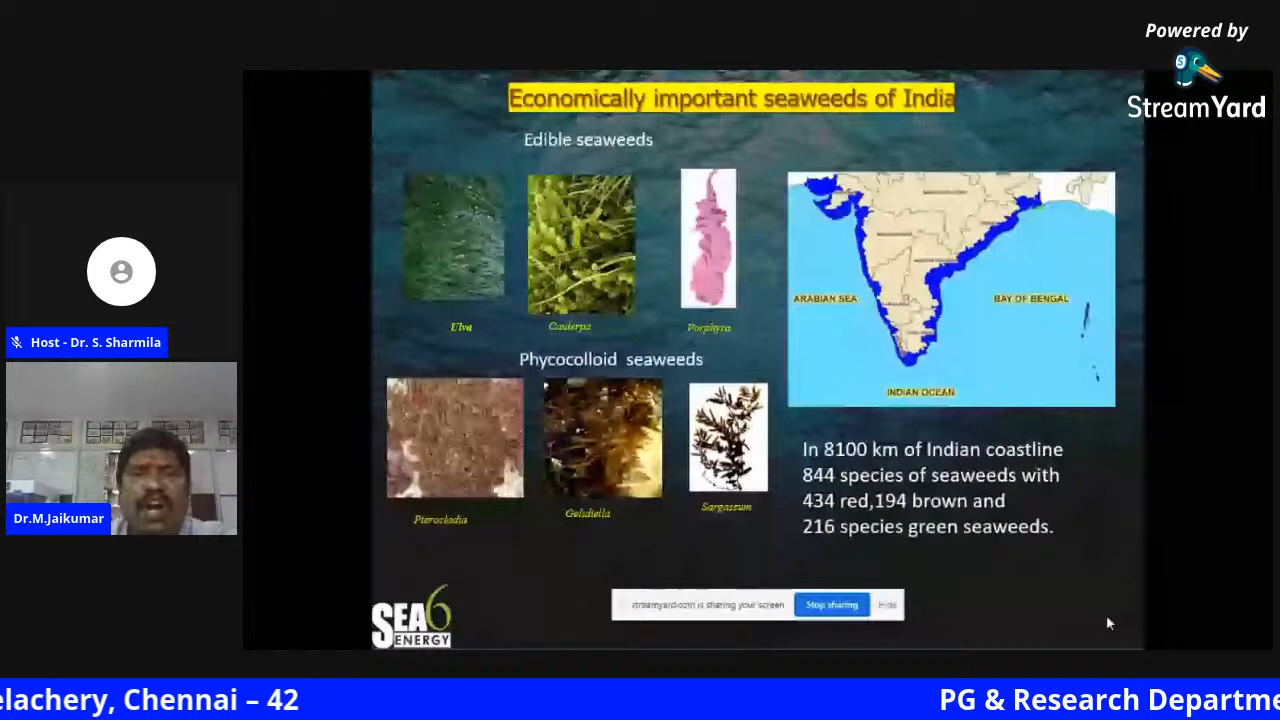 Powered by
StreamYard
Economically important seaweeds of India
Edible seaweeds
Ulva
Caulerpa
Porphyra
Phycocolloid seaweeds
Pterocladia
Gelidiella
Sargassum
ARABIAN SEA
BAY OF BENGAL
INDIAN OCEAN
In 8100 km of Indian coastline
844 species of seaweeds with
434 red,194 brown and
216 species green seaweeds.
Host - Dr. S. Sharmila
Dr.M.Jaikumar
SEA6
ENERGY
streamyard.com is sharing your screen
Stop sharing
Hide
elachery, Chennai – 42
PG & Research Departme